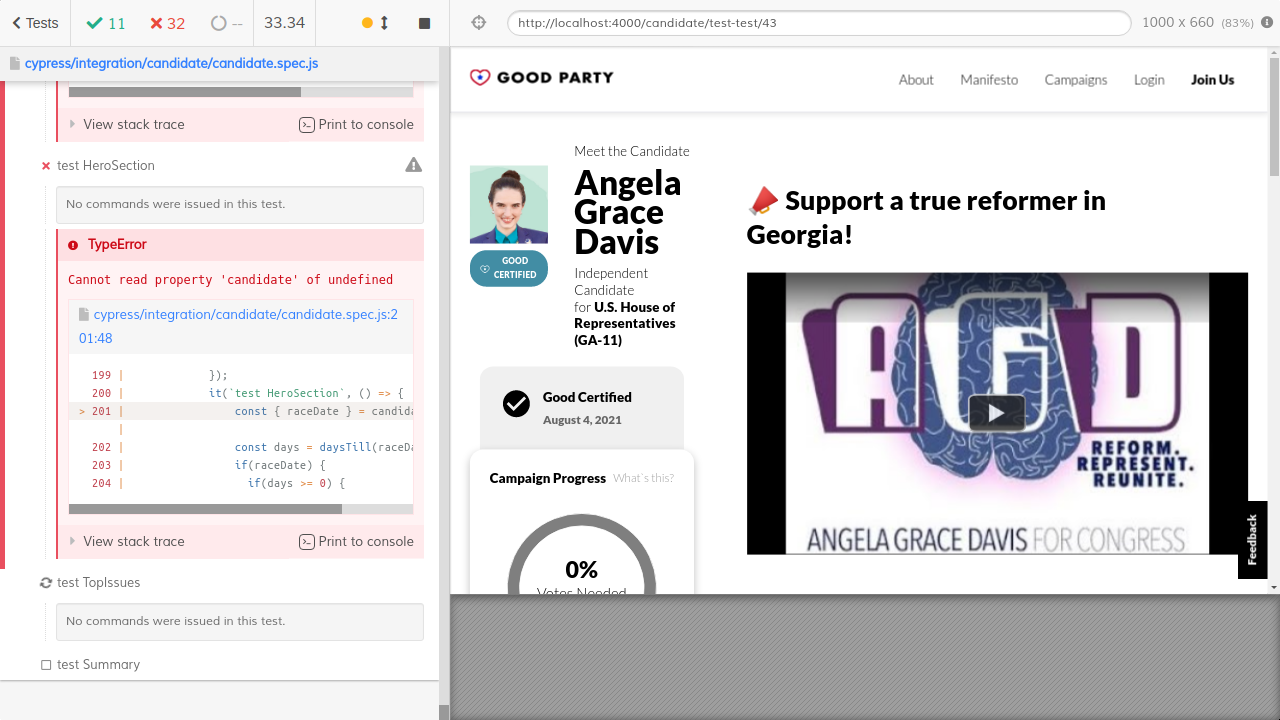 Tests
11
32
--
33.34
http://localhost:4000/candidate/test-test/43
1000 x 660 (83%)
cypress/integration/candidate/candidate.spec.js
View stack trace
Print to console
test HeroSection
No commands were issued in this test.
TypeError
Cannot read property 'candidate' of undefined
cypress/integration/candidate/candidate.spec.js:2
01:48
199 | });
200 | it(`test HeroSection`, () => {
> 201 | const { raceDate } = candida
|
202 | const days = daysTill(raceDa
203 | if(raceDate) {
204 | if(days >= 0) {
View stack trace
Print to console
test TopIssues
No commands were issued in this test.
test Summary
GOOD PARTY
About
Manifesto
Campaigns
Login
Join Us
Meet the Candidate
Angela
Grace
Davis
GOOD
CERTIFIED
Independent
Candidate
for U.S. House of
Representatives
(GA-11)
Good Certified
August 4, 2021
Campaign Progress What's this?
0%
Votes Needed
Support a true reformer in
Georgia!
AGD
REFORM.
REPRESENT.
REUNITE.
ANGELA GRACE DAVIS FOR CONGRESS
Feedback